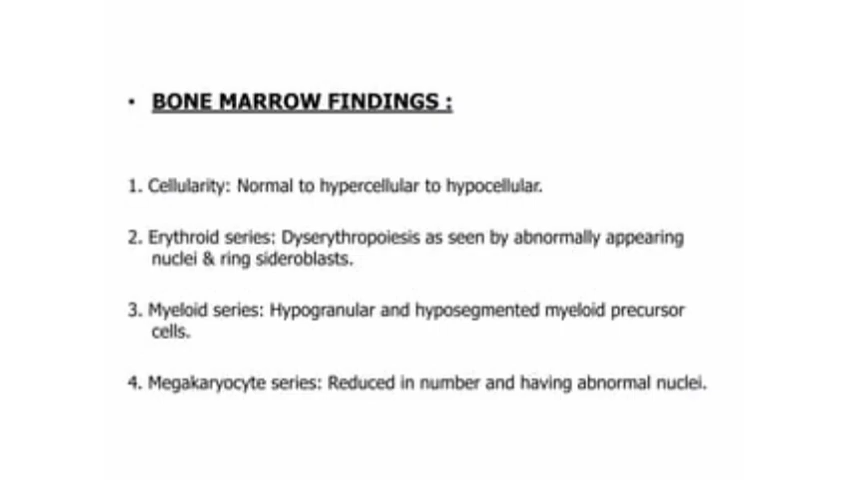 • BONE MARROW FINDINGS :
1. Cellularity: Normal to hypercellular to hypocellular.
2. Erythroid series: Dyserythropoiesis as seen by abnormally appearing
nuclei & ring sideroblasts.
3. Myeloid series: Hypogranular and hyposegmented myeloid precursor
cells.
4. Megakaryocyte series: Reduced in number and having abnormal nuclei.